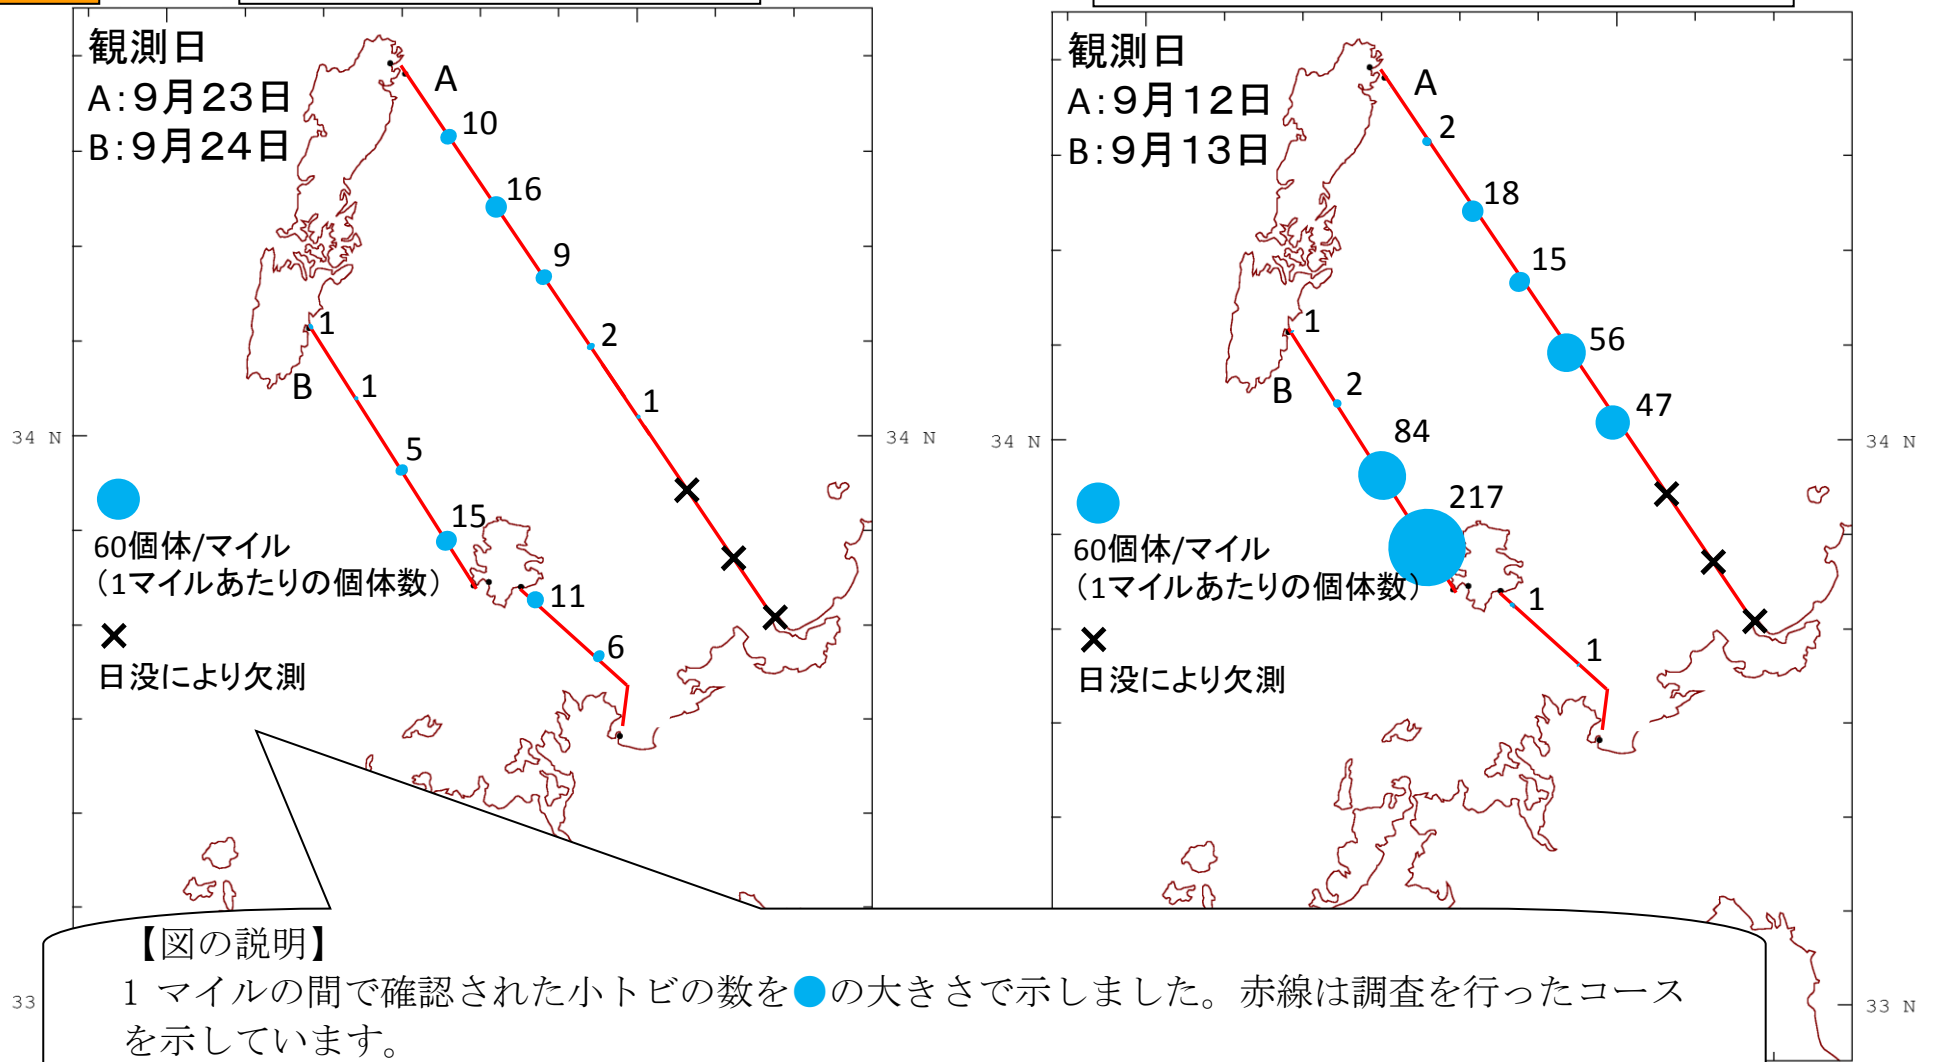 観測日
A:9月23日
B:9月24日
A
10
16
9
2
1
1
B
1
5
15
11
6
34 N
34 N
60個体/マイル
(1マイルあたりの個体数)
日没により欠測
観測日
A:9月12日
B:9月13日
A
2
18
15
56
47
1
B
2
84
217
1
1
34 N
34 N
60個体/マイル
(1マイルあたりの個体数)
日没により欠測
33
33 N
【図の説明】
1 マイルの間で確認された小トビの数を●の大きさで示しました。赤線は調査を行ったコース
を示しています。